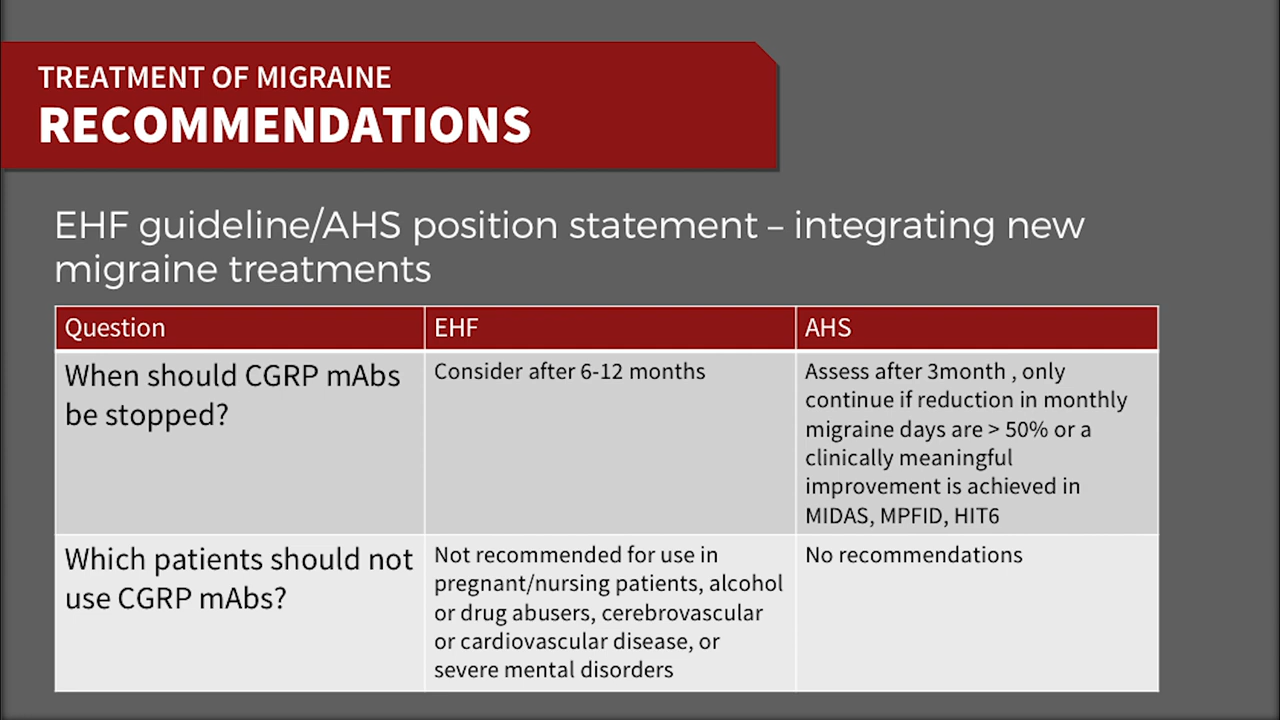 TREATMENT OF MIGRAINE
RECOMMENDATIONS
EHF guideline/AHS position statement – integrating new
migraine treatments
Question
EHF
AHS
When should CGRP mAbs
be stopped?
Consider after 6-12 months
Assess after 3month , only
continue if reduction in monthly
migraine days are > 50% or a
clinically meaningful
improvement is achieved in
MIDAS, MPFID, HIT6
Which patients should not
use CGRP mAbs?
Not recommended for use in
pregnant/nursing patients, alcohol
or drug abusers, cerebrovascular
or cardiovascular disease, or
severe mental disorders
No recommendations